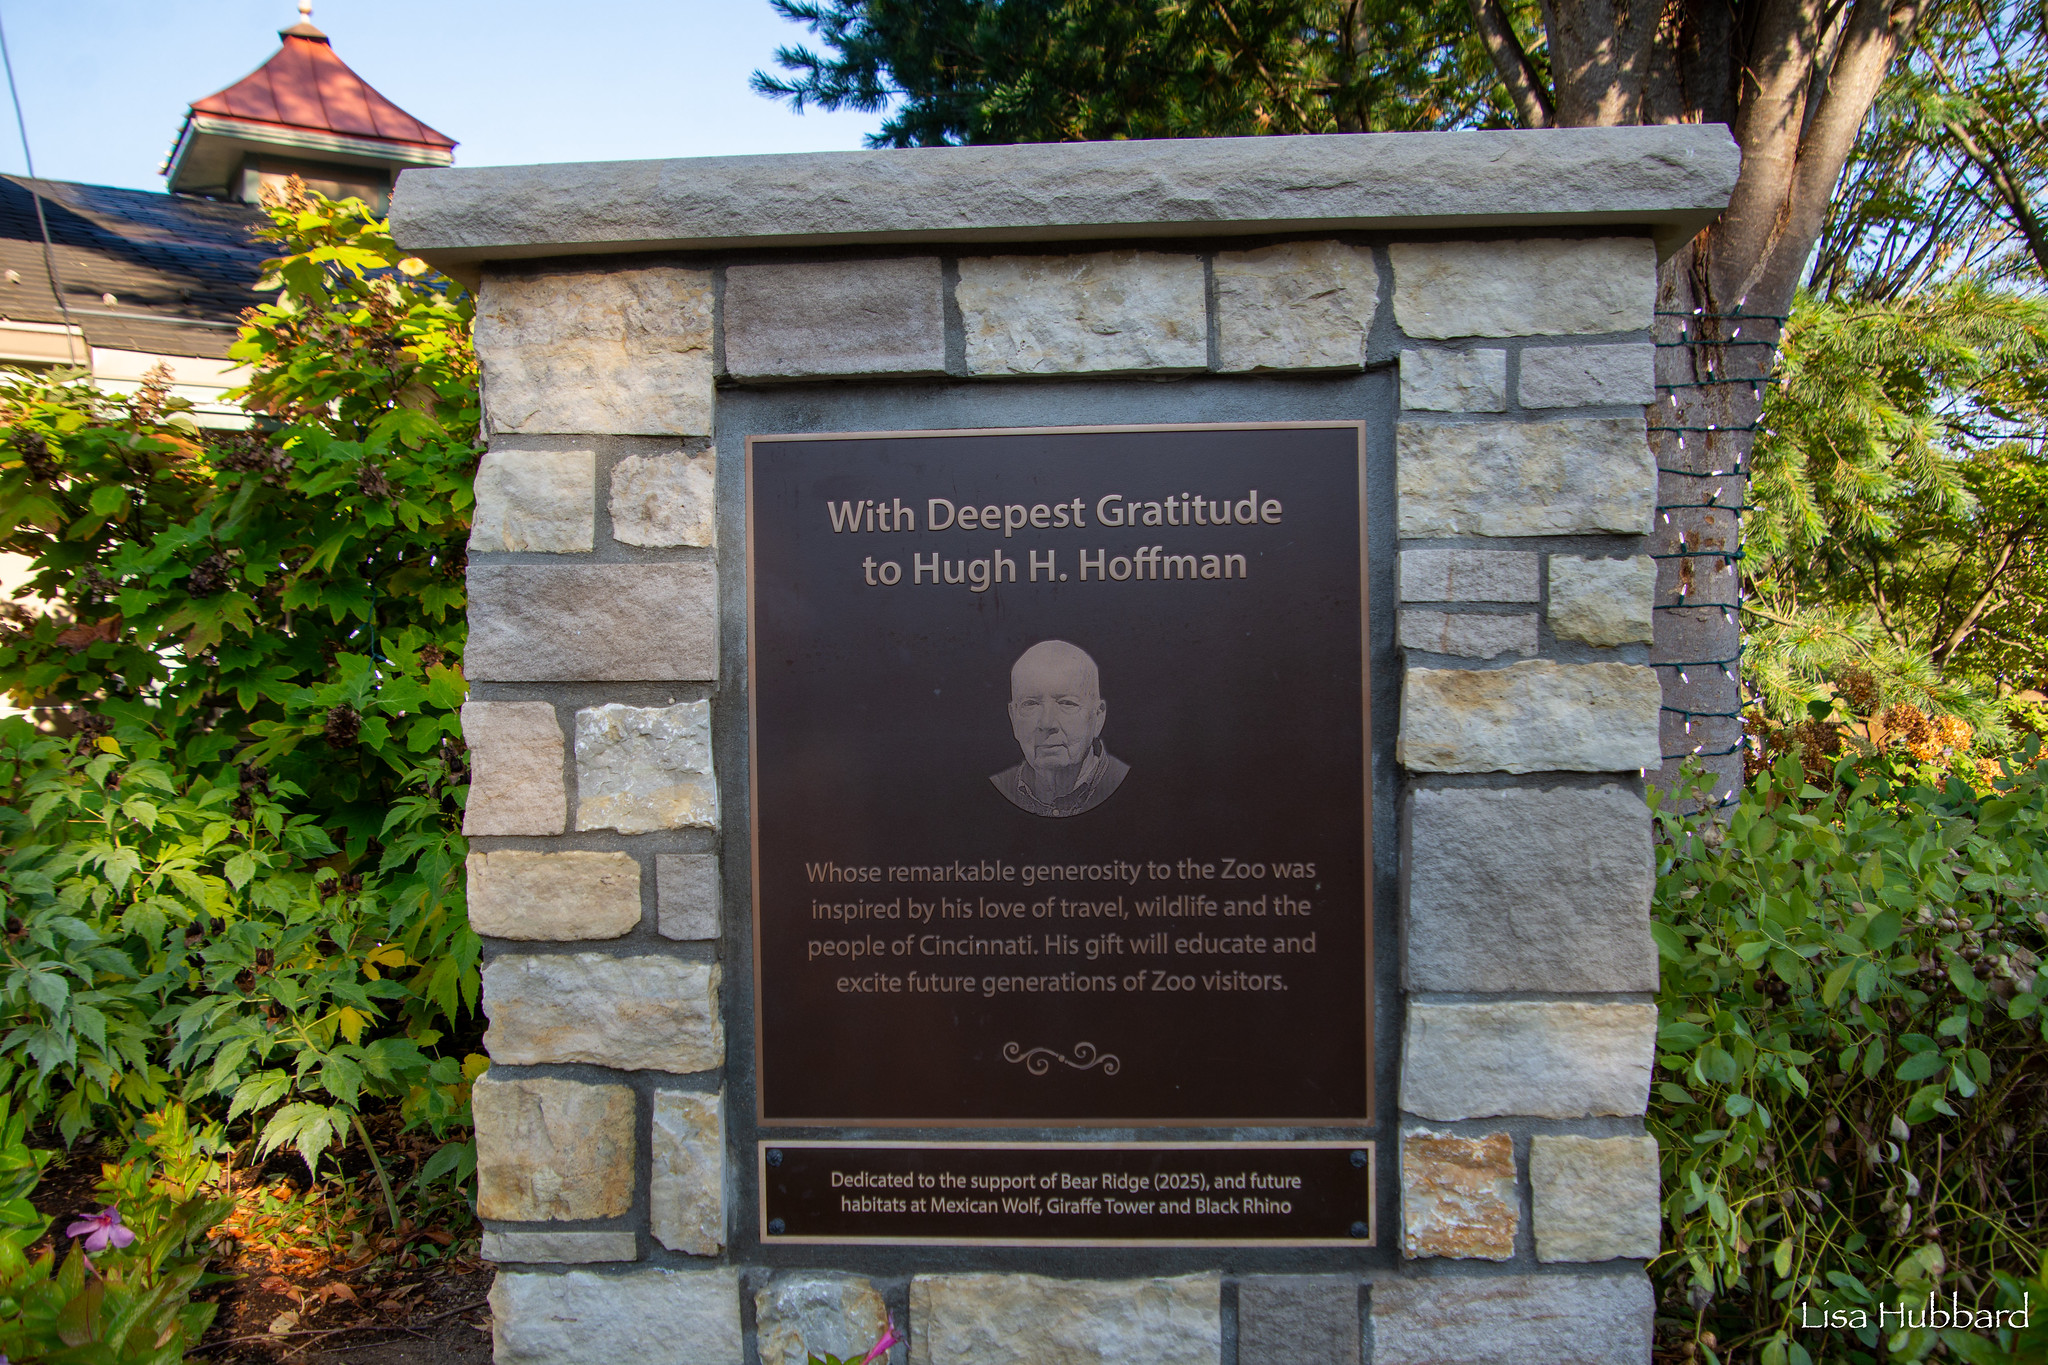 With Deepest Gratitude
to Hugh H. Hoffman
Whose remarkable generosity to the Zoo was
inspired by his love of travel, wildlife and the
people of Cincinnati. His gift will educate and
excite future generations of Zoo visitors.
Dedicated to the support of Bear Ridge (2025), and future
habitats at Mexican Wolf, Giraffe Tower and Black Rhino
Lisa Hubbard